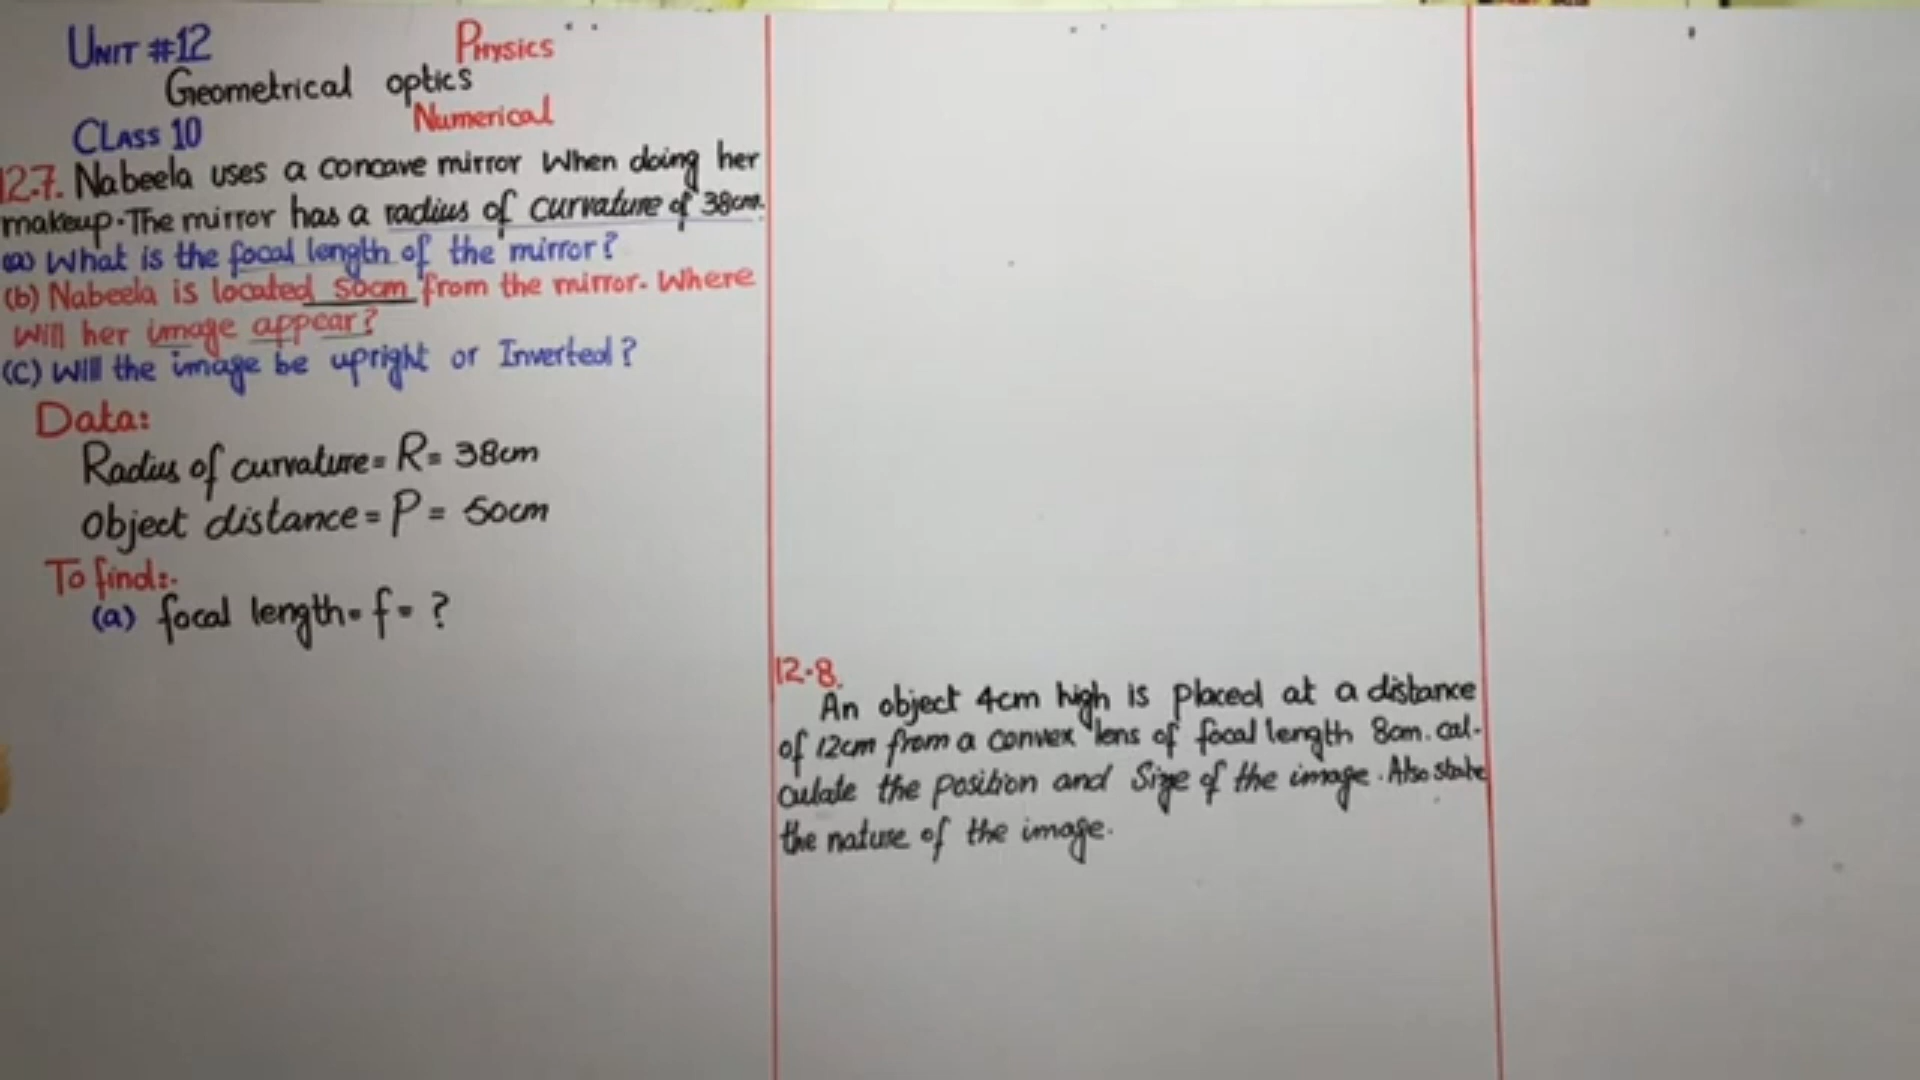 UNIT #12 Physics
Geometrical optics
CLASS 10 Numerical
12.7. Nabeela uses a concave mirror When doing her
makeup. The mirror has a radius of curvature of 38cm.
(a) What is the focal length of the mirror?
(b) Nabeela is located 50cm from the mirror. Where
Will her image appear?
(C) Will the image be upright or Inverted?
Data:
Radius of curvature = R = 38cm
object distance = P = 50cm
To find:-
(a) focal length = f = ?
12.8.
An object 4cm high is placed at a distance
of 12cm from a convex lens of focal length 8cm. cal-
culate the position and Size of the image. Also state
the nature of the image.